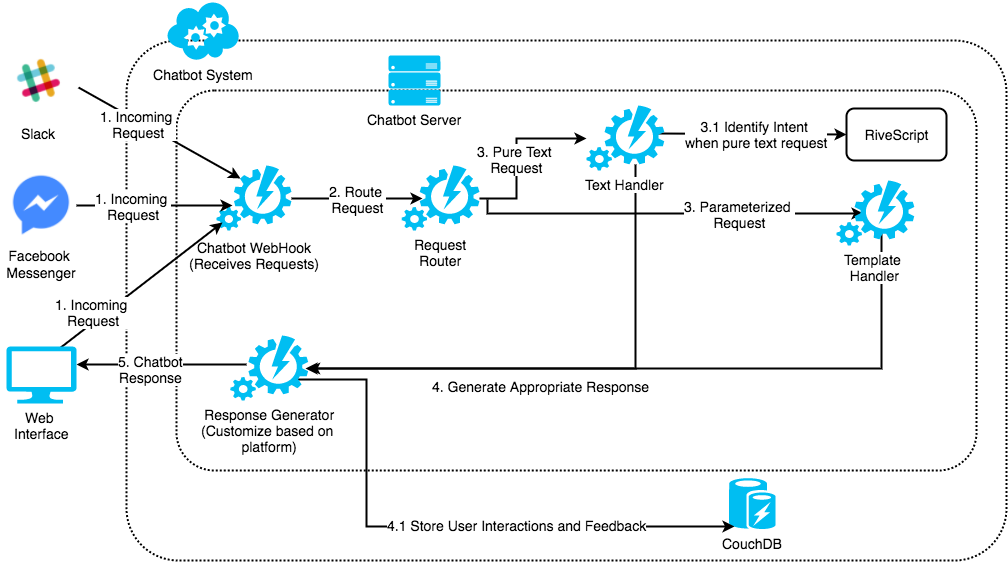 Chatbot System
Slack
Chatbot Server
1. Incoming
Request
3. Pure Text
Request
Text Handler
3.1 Identify Intent
when pure text request
RiveScript
Facebook
Messenger
1. Incoming
Request
Chatbot WebHook
(Receives Requests)
2. Route
Request
Request
Router
3. Parameterized
Request
Template
Handler
1. Incoming
Request
Web
Interface
5. Chatbot
Response
Response Generator
(Customize based on
platform)
4. Generate Appropriate Response
4.1 Store User Interactions and Feedback
CouchDB